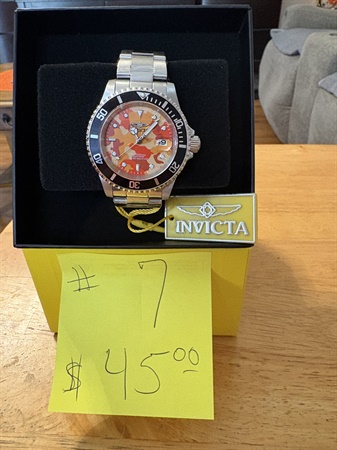 INVICTA
# 7
$ 45.00